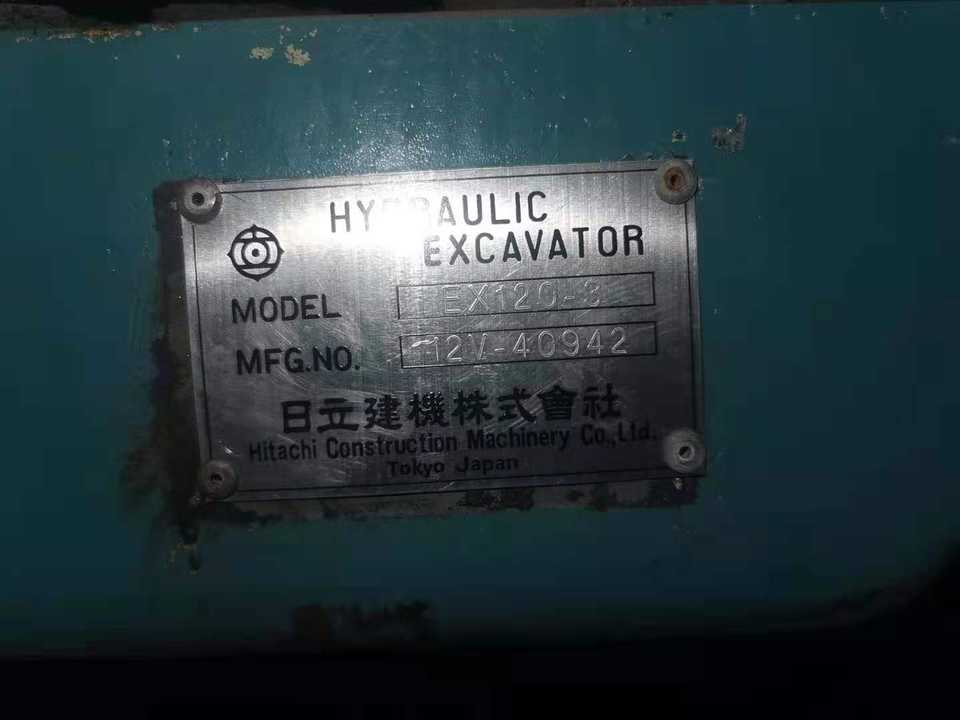 HYDRAULIC
EXCAVATOR
MODEL EX120-3
MFG.NO. 12V-40942
日立建機株式會社
Hitachi Construction Machinery Co.,Ltd.
Tokyo Japan